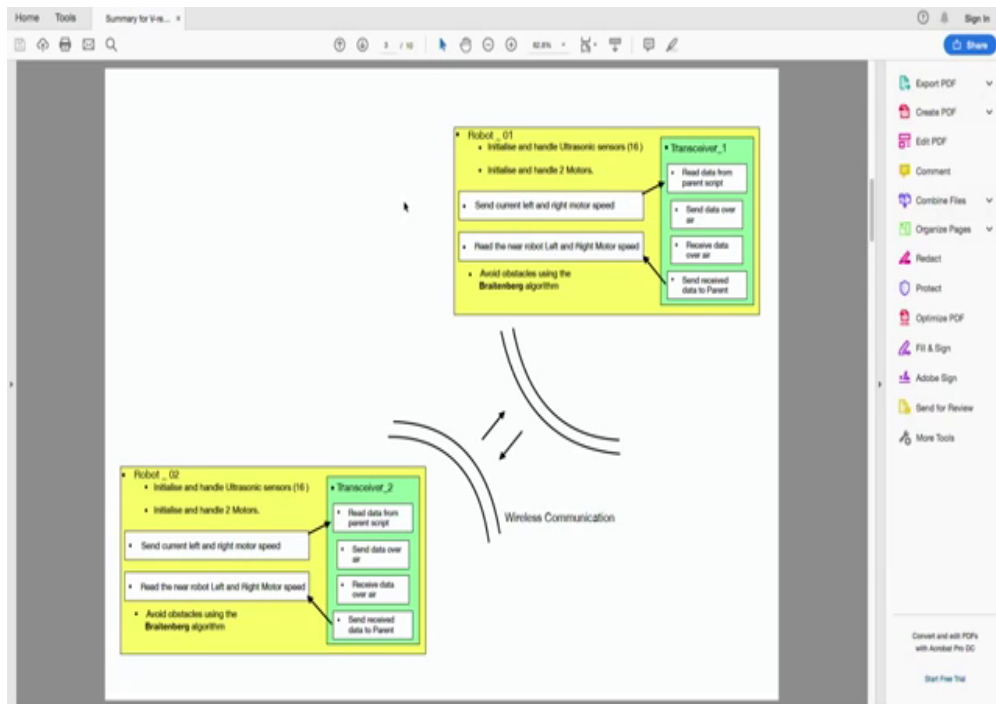 Home Tools Summary for V-re... ×
Sign In
3 / 10
Share
Robot _ 01
• Initialise and handle Ultrasonic sensors (16 )
• Initialise and handle 2 Motors.
• Send current left and right motor speed
• Read the near robot Left and Right Motor speed
• Avoid obstacles using the
Braitenberg algorithm
• Transceiver_1
• Read data from
parent script
• Send data over
air
• Receive data
over air
• Send received
data to Parent
Wireless Communication
Robot _ 02
• Initialise and handle Ultrasonic sensors (16 )
• Initialise and handle 2 Motors.
• Send current left and right motor speed
• Read the near robot Left and Right Motor speed
• Avoid obstacles using the
Braitenberg algorithm
• Transceiver_2
• Read data from
parent script
• Send data over
air
• Receive data
over air
• Send received
data to Parent
Export PDF
Create PDF
Edit PDF
Comment
Combine Files
Organize Pages
Redact
Protect
Optimize PDF
Fill & Sign
Adobe Sign
Send for Review
More Tools
Convert and edit PDFs
with Acrobat Pro DC
Start Free Trial